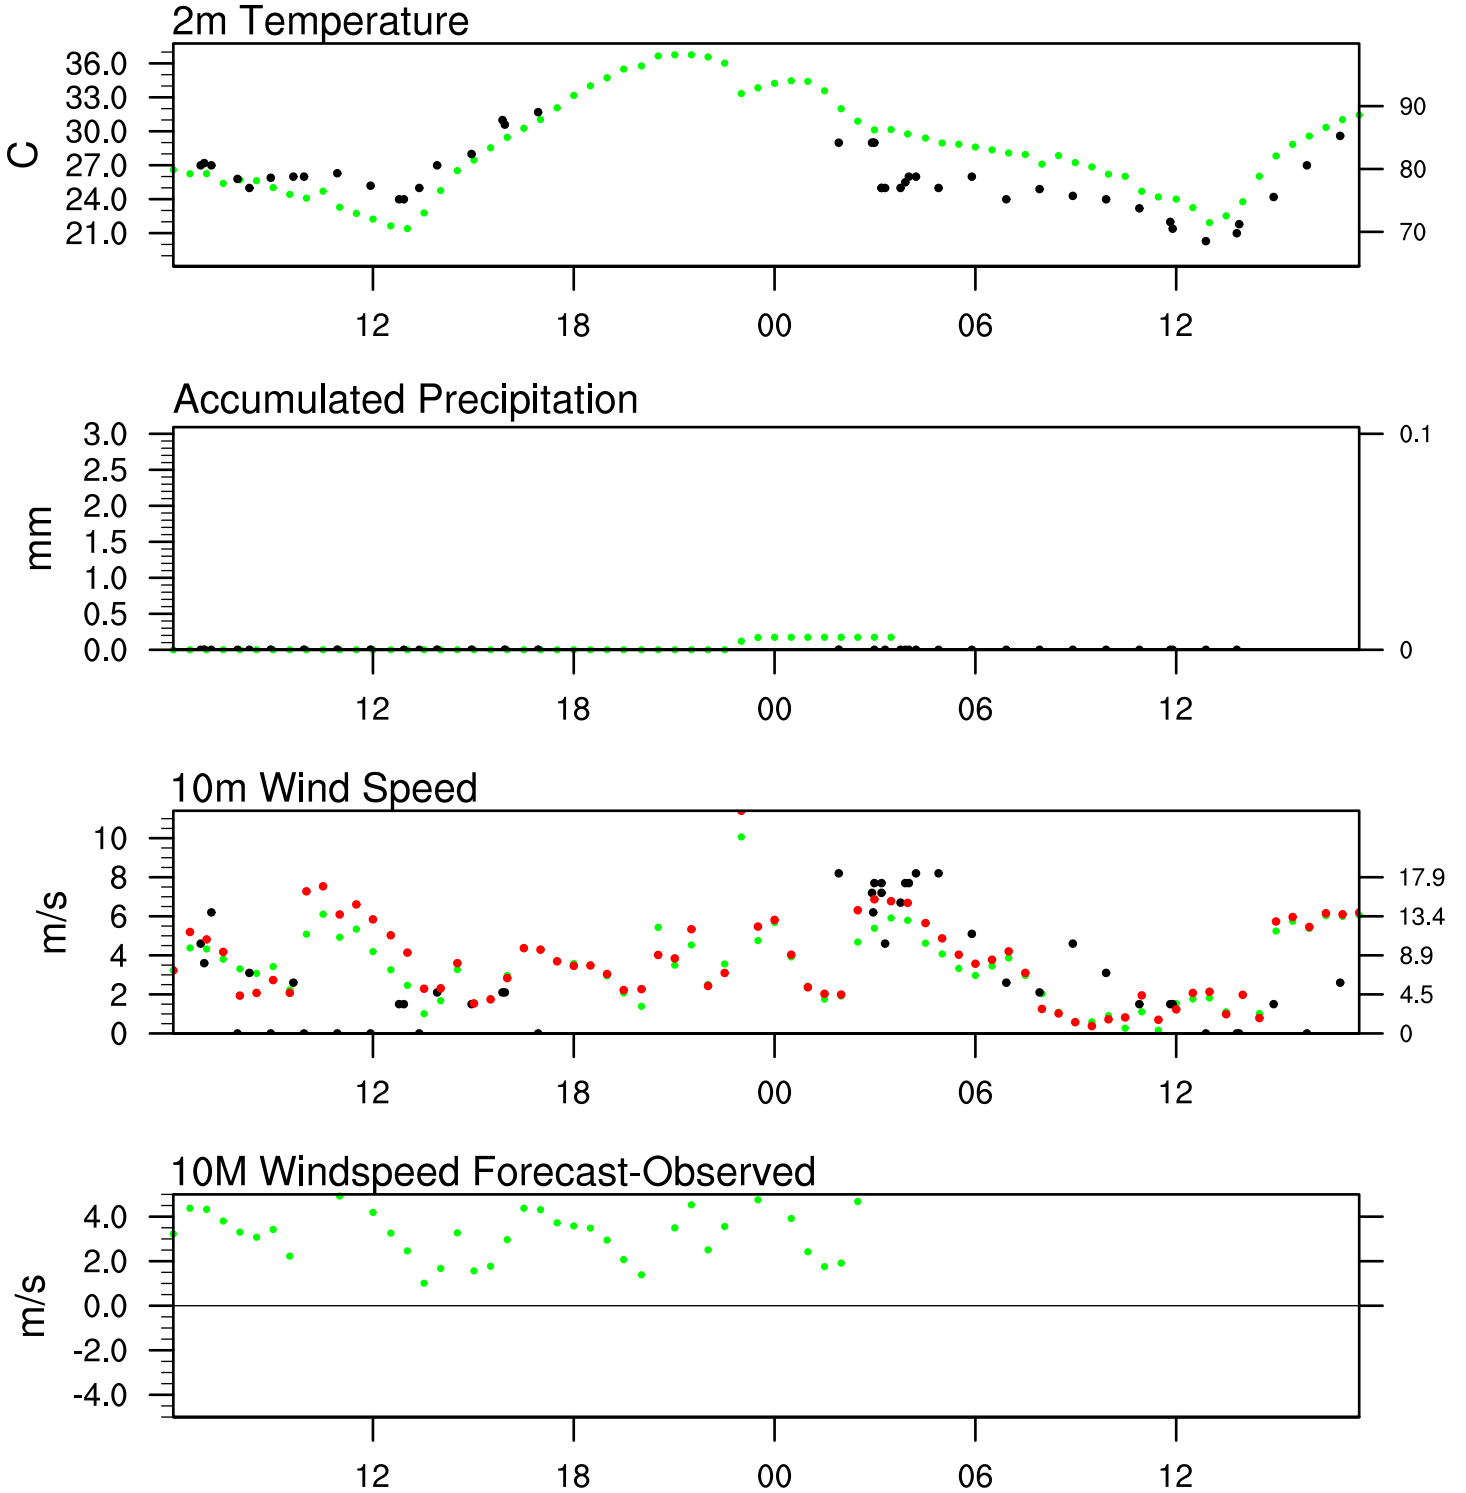 2m Temperature
36.0
33.0
90
30.0
C
27.0
80
24.0
21.0
70
12 18 00 06 12
Accumulated Precipitation
3.0
0.1
2.5
2.0
mm
1.5
1.0
0.5
0.0
0
12 18 00 06 12
10m Wind Speed
10
8
17.9
m/s
6
13.4
4
8.9
2
4.5
0
0
12 18 00 06 12
10M Windspeed Forecast-Observed
4.0
2.0
m/s
0.0
-2.0
-4.0
12 18 00 06 12